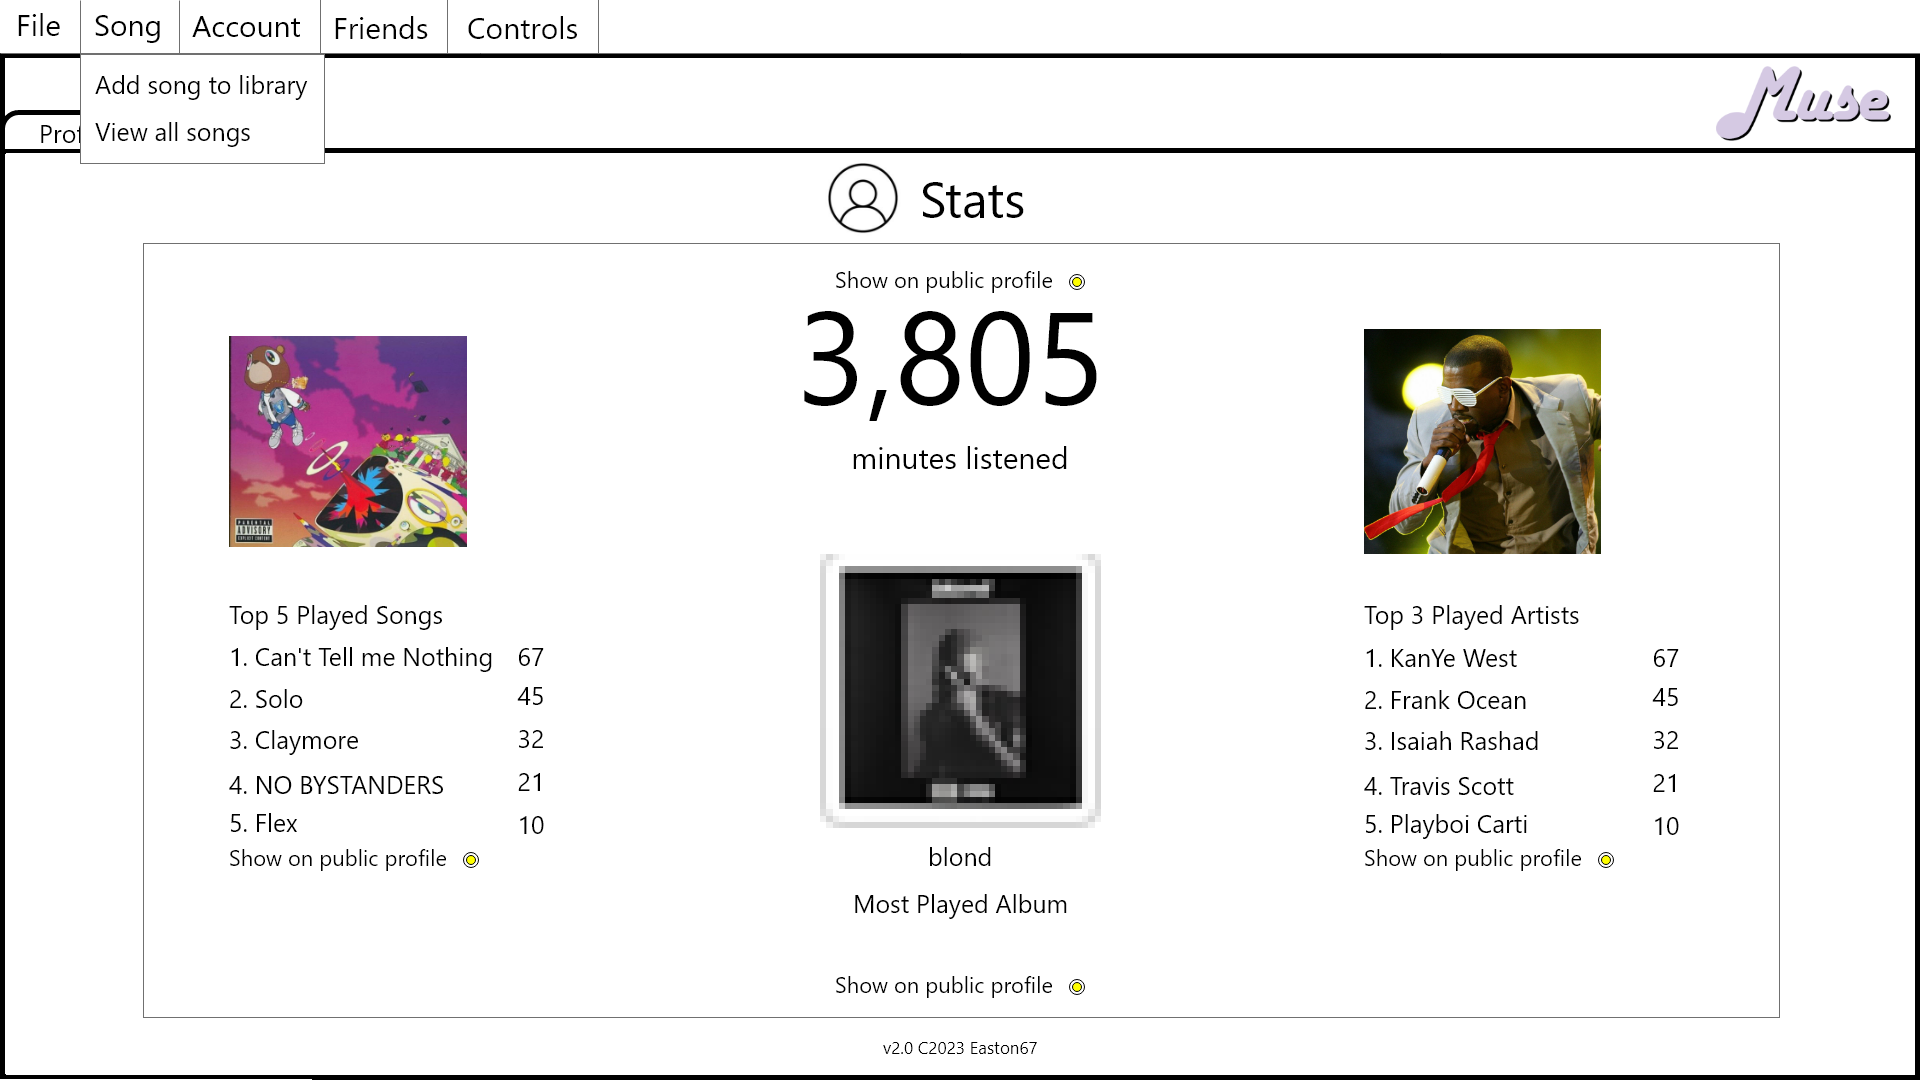 File Song Account Friends Controls
Add song to library
View all songs
Prof
Muse
Stats
Show on public profile
3,805
minutes listened
PARENTAL
ADVISORY
EXPLICIT CONTENT
Top 5 Played Songs
1. Can't Tell me Nothing 67
2. Solo 45
3. Claymore 32
4. NO BYSTANDERS 21
5. Flex 10
Show on public profile
blond
Most Played Album
Show on public profile
Top 3 Played Artists
1. KanYe West 67
2. Frank Ocean 45
3. Isaiah Rashad 32
4. Travis Scott 21
5. Playboi Carti 10
Show on public profile
v2.0 C2023 Easton67